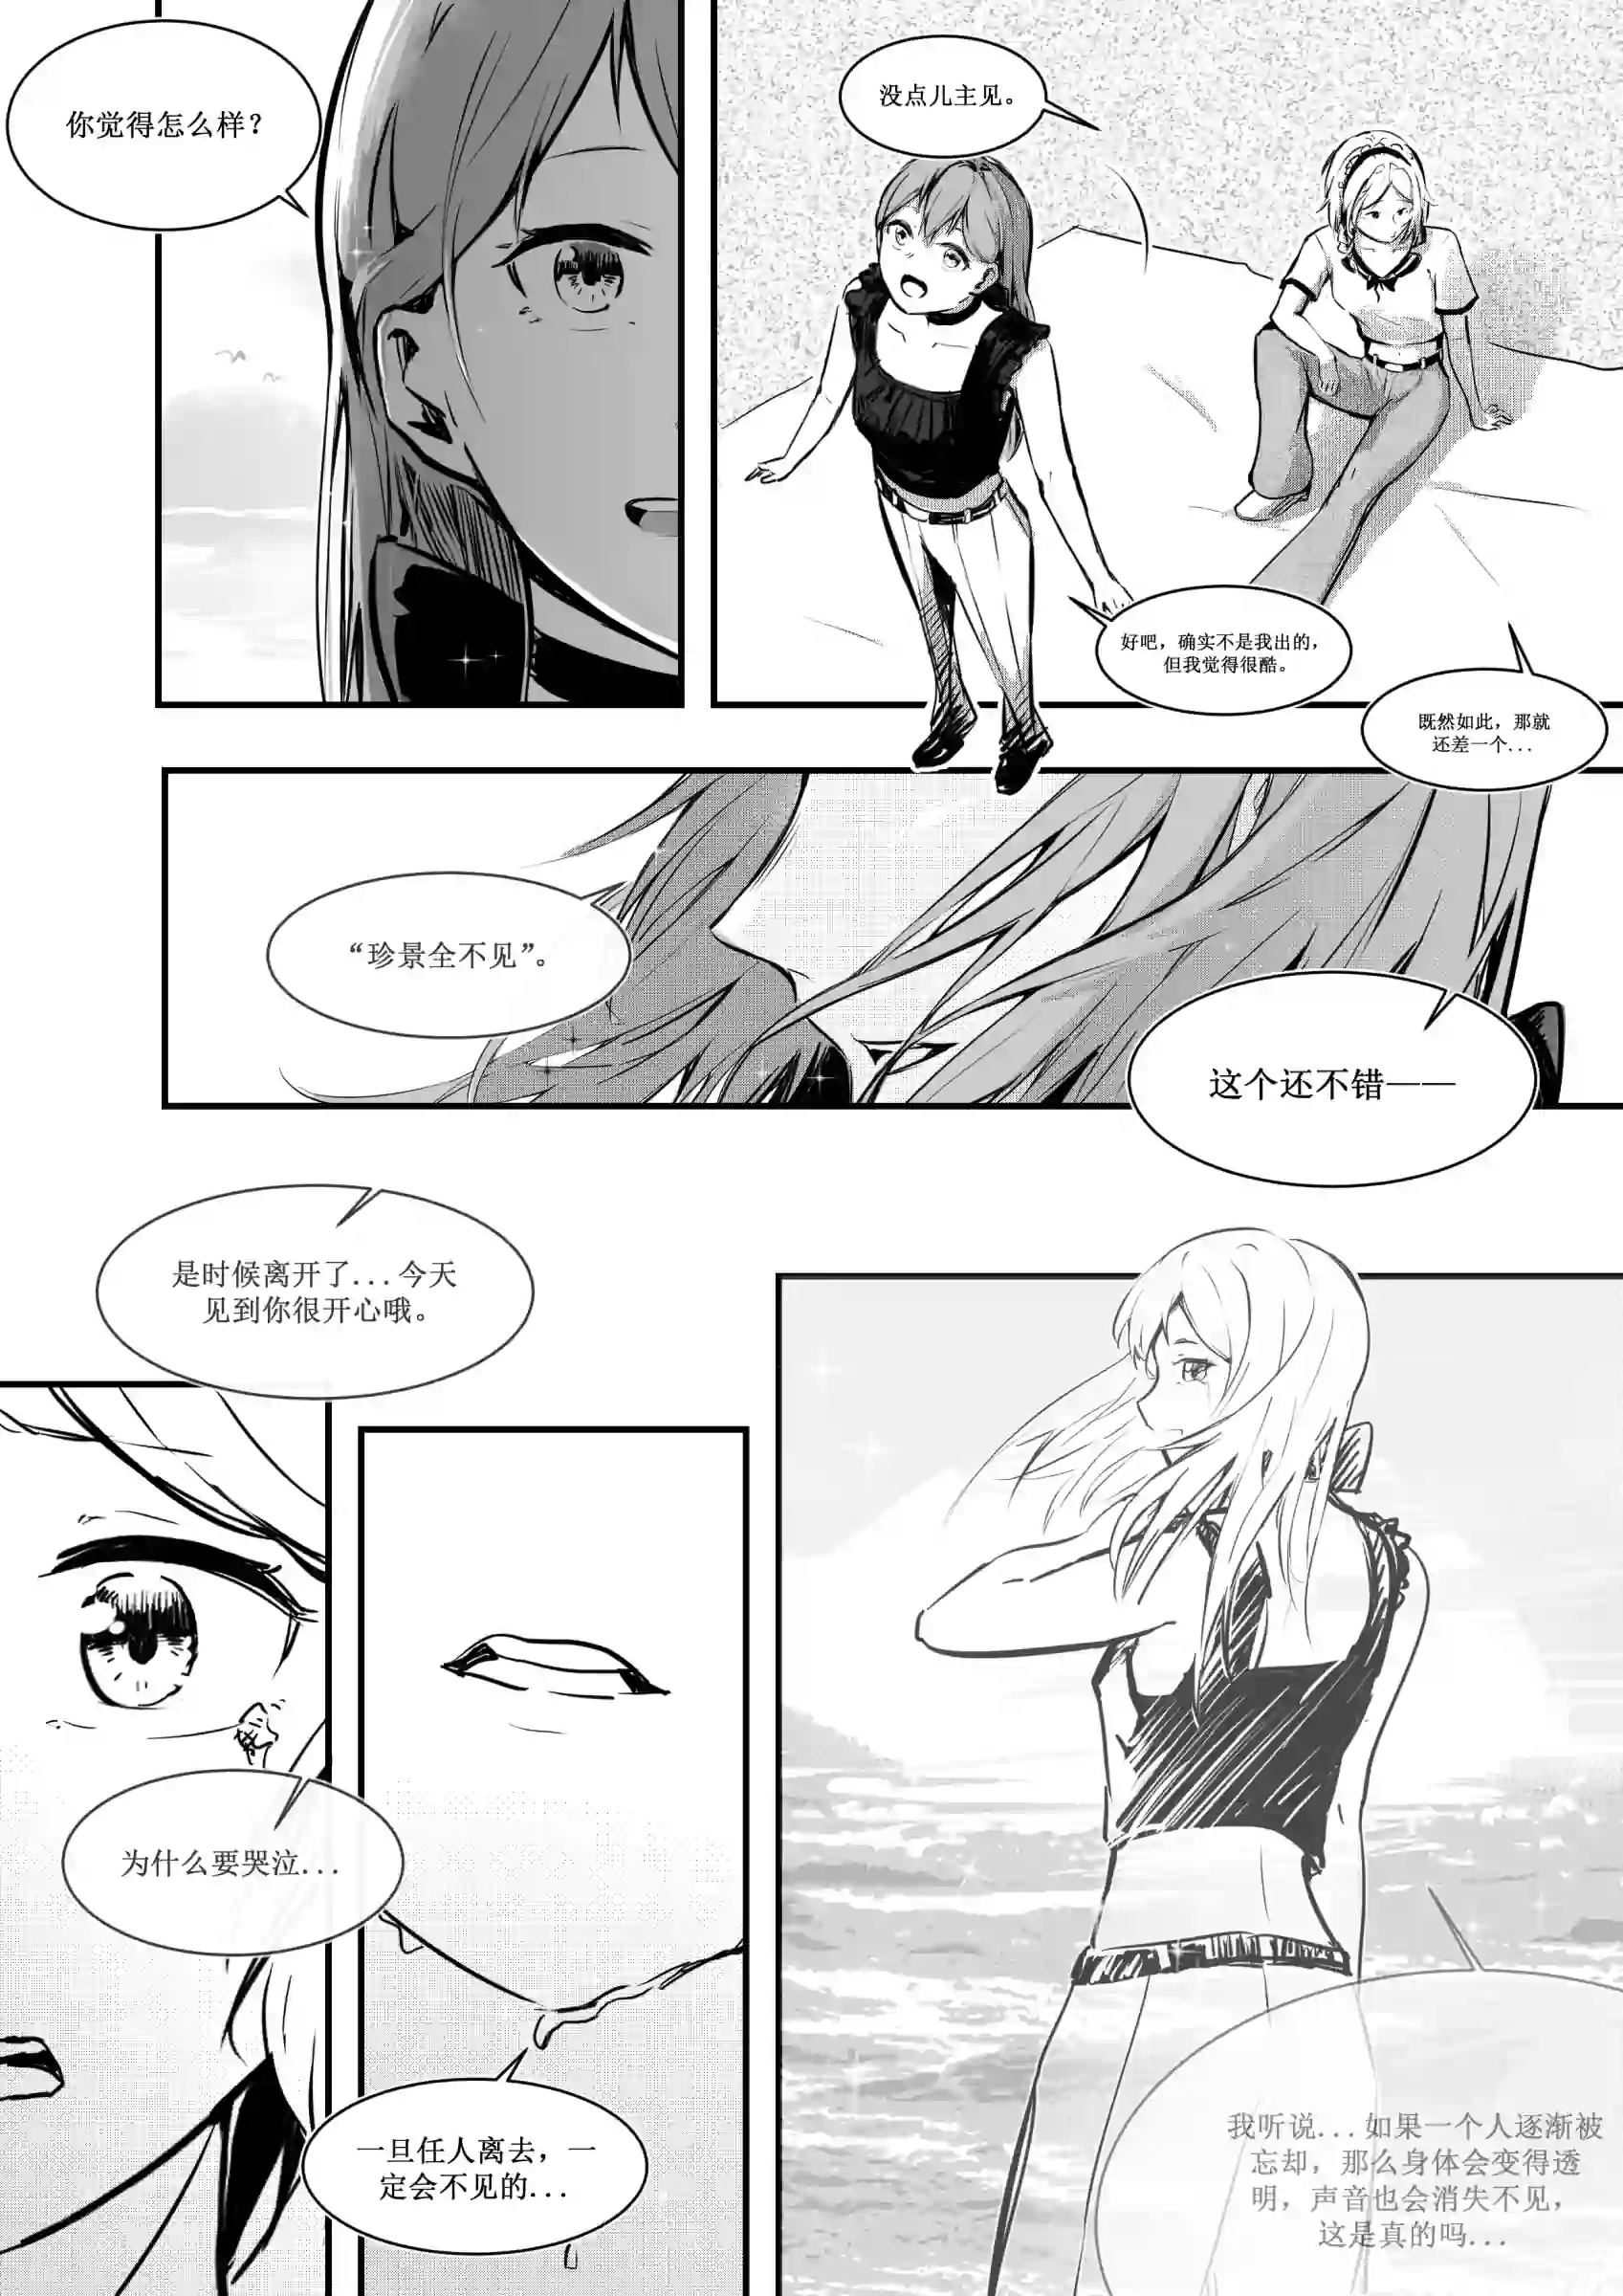 你觉得怎么样？
没点儿主见。
好吧，确实不是我出的，
但我觉得很酷。
既然如此，那就
还差一个...
“珍景全不见”。
这个还不错——
是时候离开了...今天
见到你很开心哦。
为什么要哭泣...
一旦任人离去，一
定会不见的...
我听说...如果一个人逐渐被
忘却，那么身体会变得透
明，声音也会消失不见，
这是真的吗...